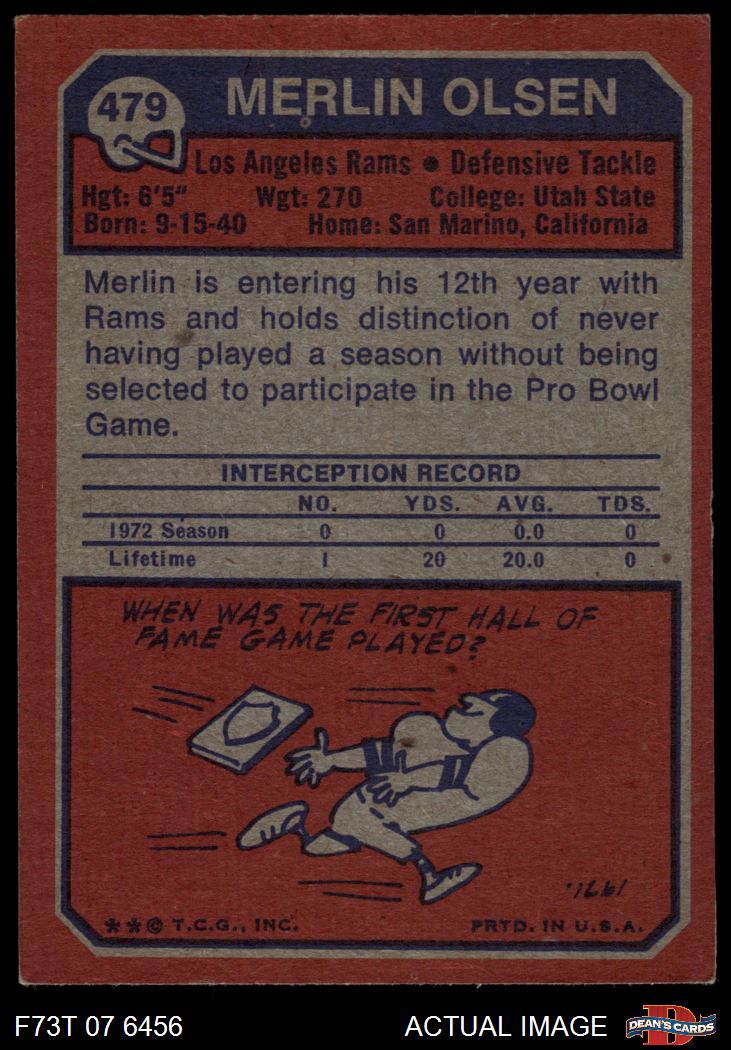 479
MERLIN OLSEN
Los Angeles Rams ● Defensive Tackle
Hgt: 6'5" Wgt: 270 College: Utah State
Born: 9-15-40 Home: San Marino, California
Merlin is entering his 12th year with
Rams and holds distinction of never
having played a season without being
selected to participate in the Pro Bowl
Game.
INTERCEPTION RECORD
NO. YDS. AVG. TDS.
1972 Season 0 0 0.0 0
Lifetime 1 20 20.0 0
WHEN WAS THE FIRST HALL OF
FAME GAME PLAYED?
1971.
**© T.C.G., INC. PRTD. IN U.S.A.
F73T 07 6456 ACTUAL IMAGE DEAN'S CARDS